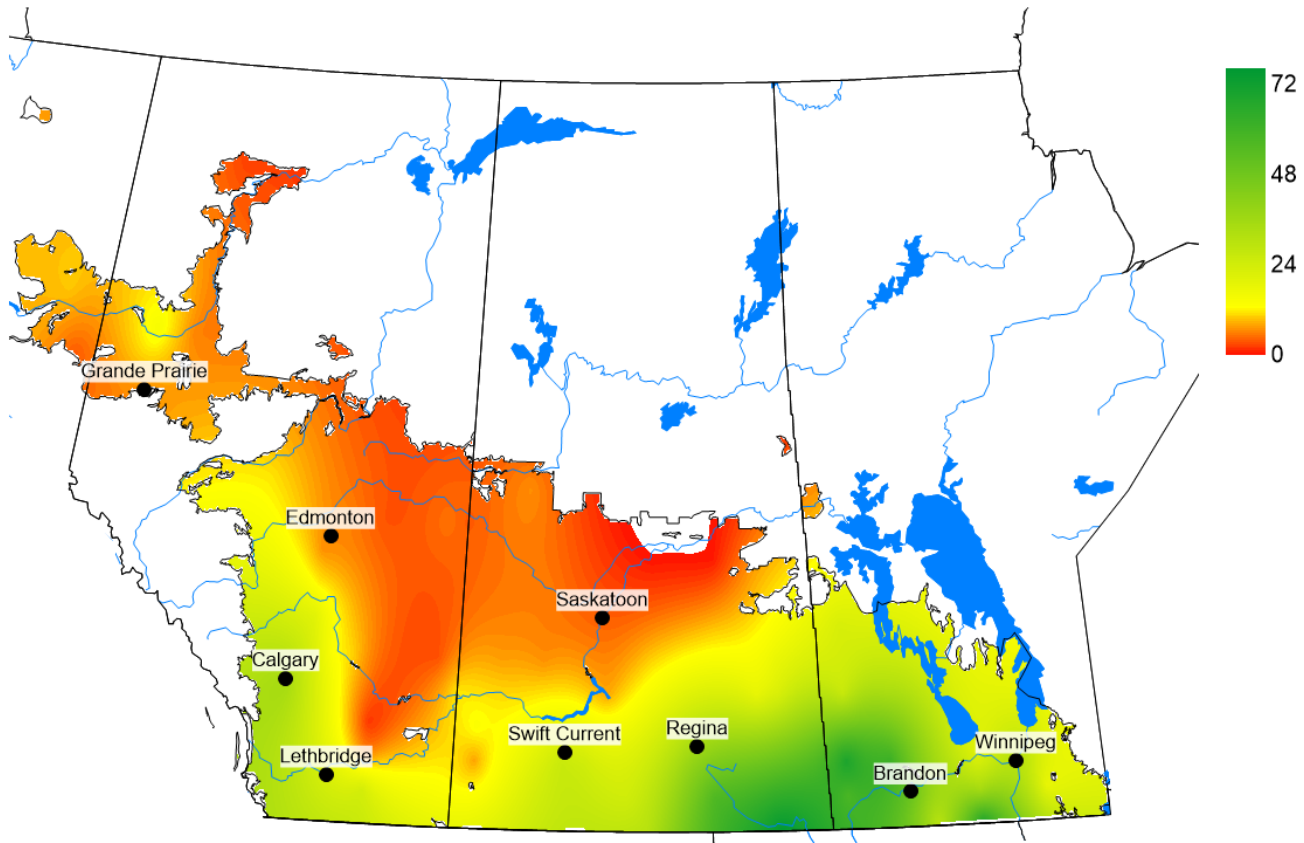 72
48
24
0
Grande Prairie
Edmonton
Saskatoon
Calgary
Swift Current
Regina
Lethbridge
Winnipeg
Brandon